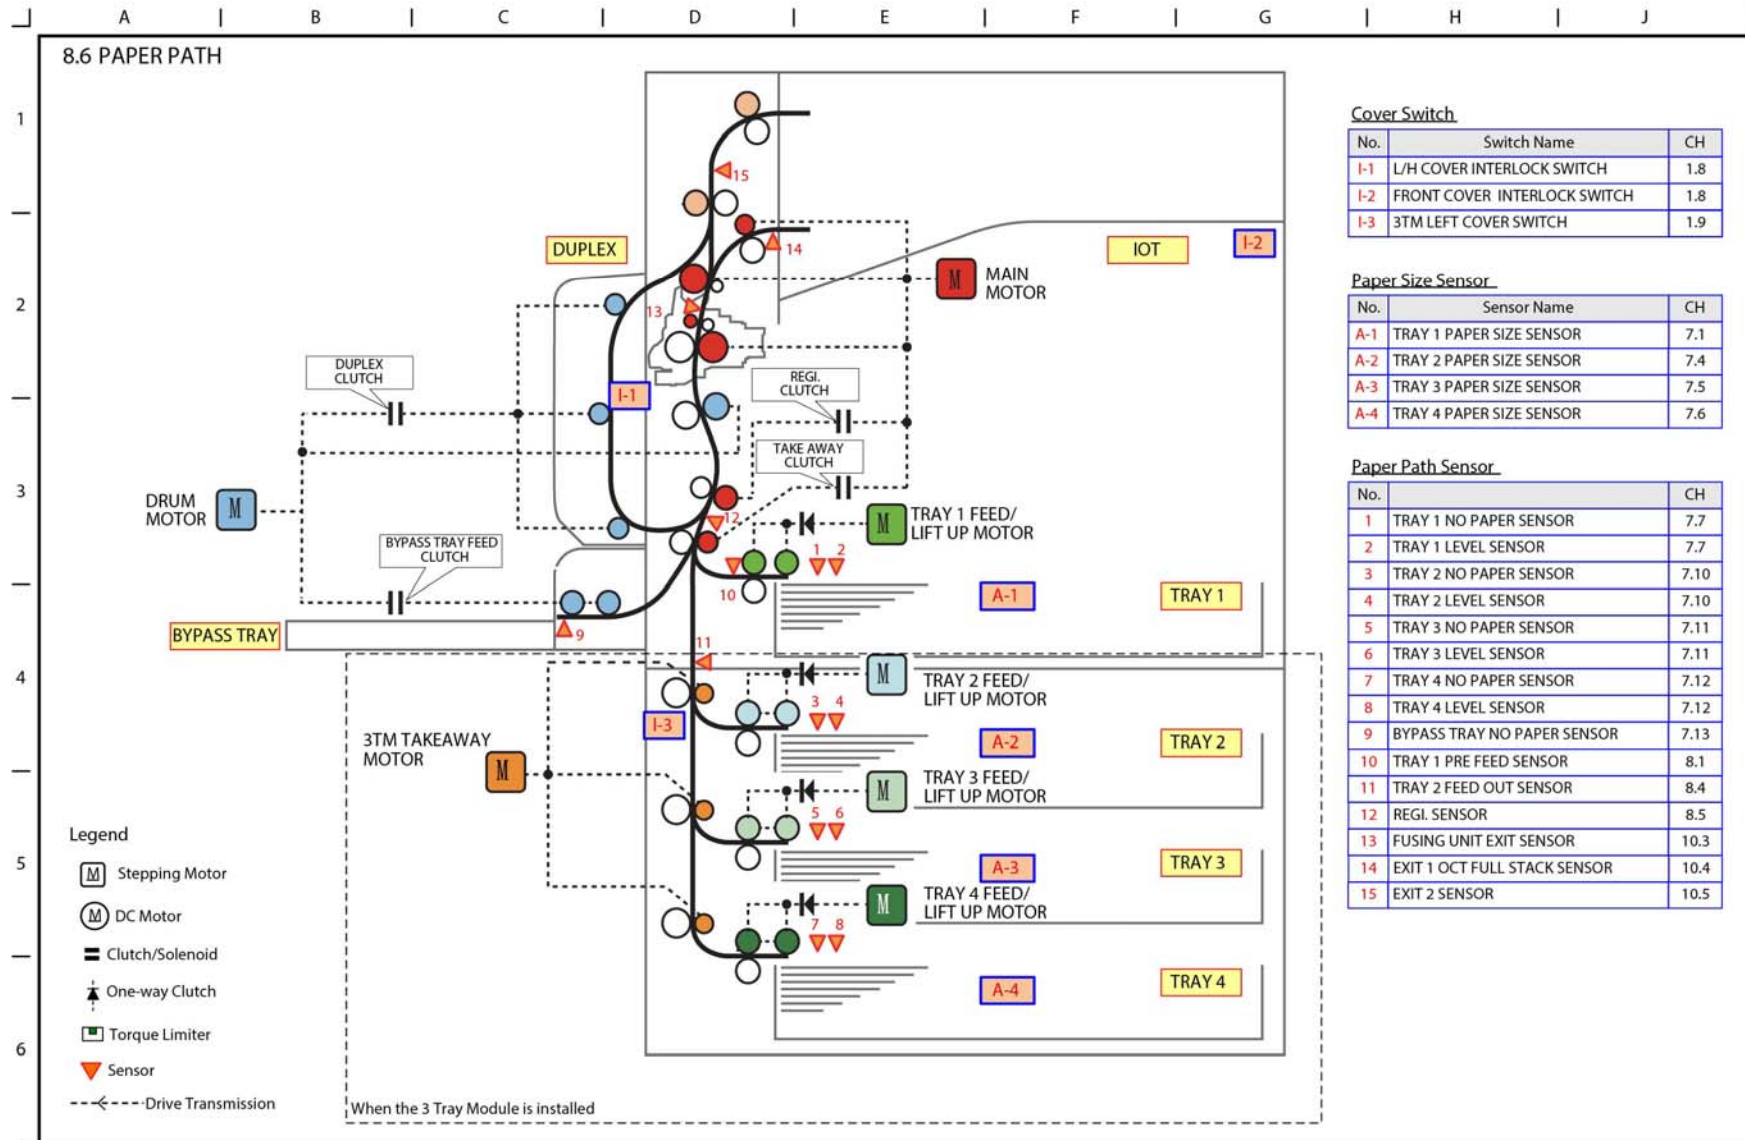 A B C D E F G H J
8.6 PAPER PATH
1
2
3
4
5
6
15
14
13
DUPLEX
IOT
I-2
M
MAIN
MOTOR
DUPLEX
CLUTCH
I-1
REGI.
CLUTCH
TAKE AWAY
CLUTCH
DRUM
MOTOR
M
12
M
TRAY 1 FEED/
LIFT UP MOTOR
BYPASS TRAY FEED
CLUTCH
1 2
10
A-1
TRAY 1
BYPASS TRAY
9
11
M
TRAY 2 FEED/
LIFT UP MOTOR
3 4
I-3
3TM TAKEAWAY
MOTOR
M
A-2
TRAY 2
M
TRAY 3 FEED/
LIFT UP MOTOR
5 6
A-3
TRAY 3
M
TRAY 4 FEED/
LIFT UP MOTOR
7 8
A-4
TRAY 4
When the 3 Tray Module is installed
Legend
M Stepping Motor
M DC Motor
Clutch/Solenoid
One-way Clutch
Torque Limiter
Sensor
Drive Transmission
Cover Switch
No. Switch Name CH
I-1 L/H COVER INTERLOCK SWITCH 1.8
I-2 FRONT COVER INTERLOCK SWITCH 1.8
I-3 3TM LEFT COVER SWITCH 1.9
Paper Size Sensor
No. Sensor Name CH
A-1 TRAY 1 PAPER SIZE SENSOR 7.1
A-2 TRAY 2 PAPER SIZE SENSOR 7.4
A-3 TRAY 3 PAPER SIZE SENSOR 7.5
A-4 TRAY 4 PAPER SIZE SENSOR 7.6
Paper Path Sensor
No. CH
1 TRAY 1 NO PAPER SENSOR 7.7
2 TRAY 1 LEVEL SENSOR 7.7
3 TRAY 2 NO PAPER SENSOR 7.10
4 TRAY 2 LEVEL SENSOR 7.10
5 TRAY 3 NO PAPER SENSOR 7.11
6 TRAY 3 LEVEL SENSOR 7.11
7 TRAY 4 NO PAPER SENSOR 7.12
8 TRAY 4 LEVEL SENSOR 7.12
9 BYPASS TRAY NO PAPER SENSOR 7.13
10 TRAY 1 PRE FEED SENSOR 8.1
11 TRAY 2 FEED OUT SENSOR 8.4
12 REGI. SENSOR 8.5
13 FUSING UNIT EXIT SENSOR 10.3
14 EXIT 1 OCT FULL STACK SENSOR 10.4
15 EXIT 2 SENSOR 10.5